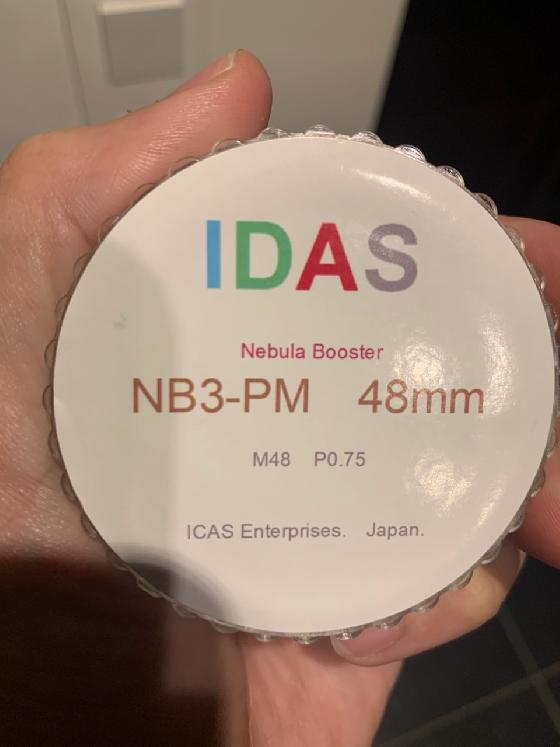 IDAS
Nebula Booster
NB3-PM 48mm
M48 P0.75
ICAS Enterprises. Japan.